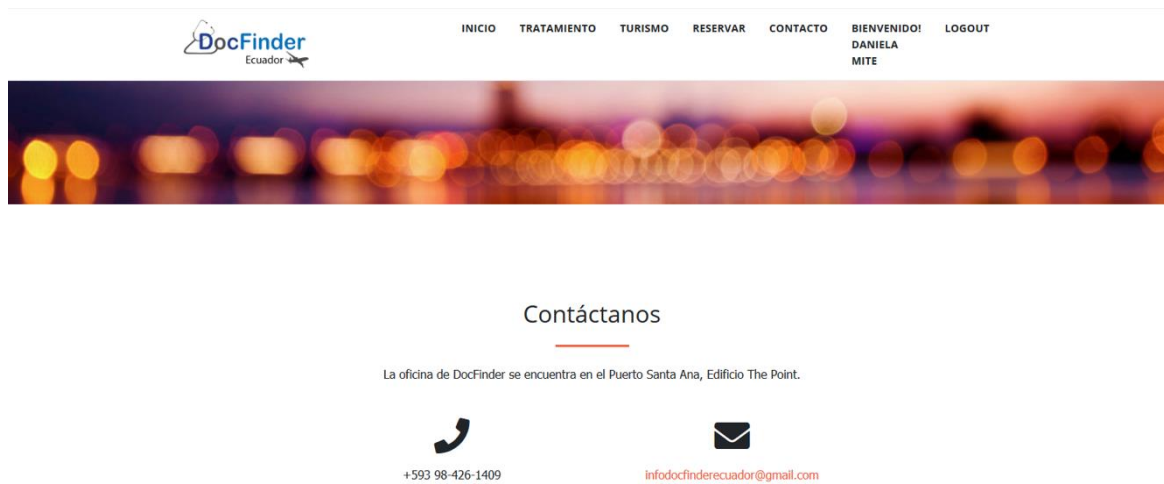 DocFinder
Ecuador
INICIO TRATAMIENTO TURISMO RESERVAR CONTACTO BIENVENIDO! LOGOUT
DANIELA
MITE
Contáctanos
La oficina de DocFinder se encuentra en el Puerto Santa Ana, Edificio The Point.
+593 98-426-1409 infodocfinderecuador@gmail.com